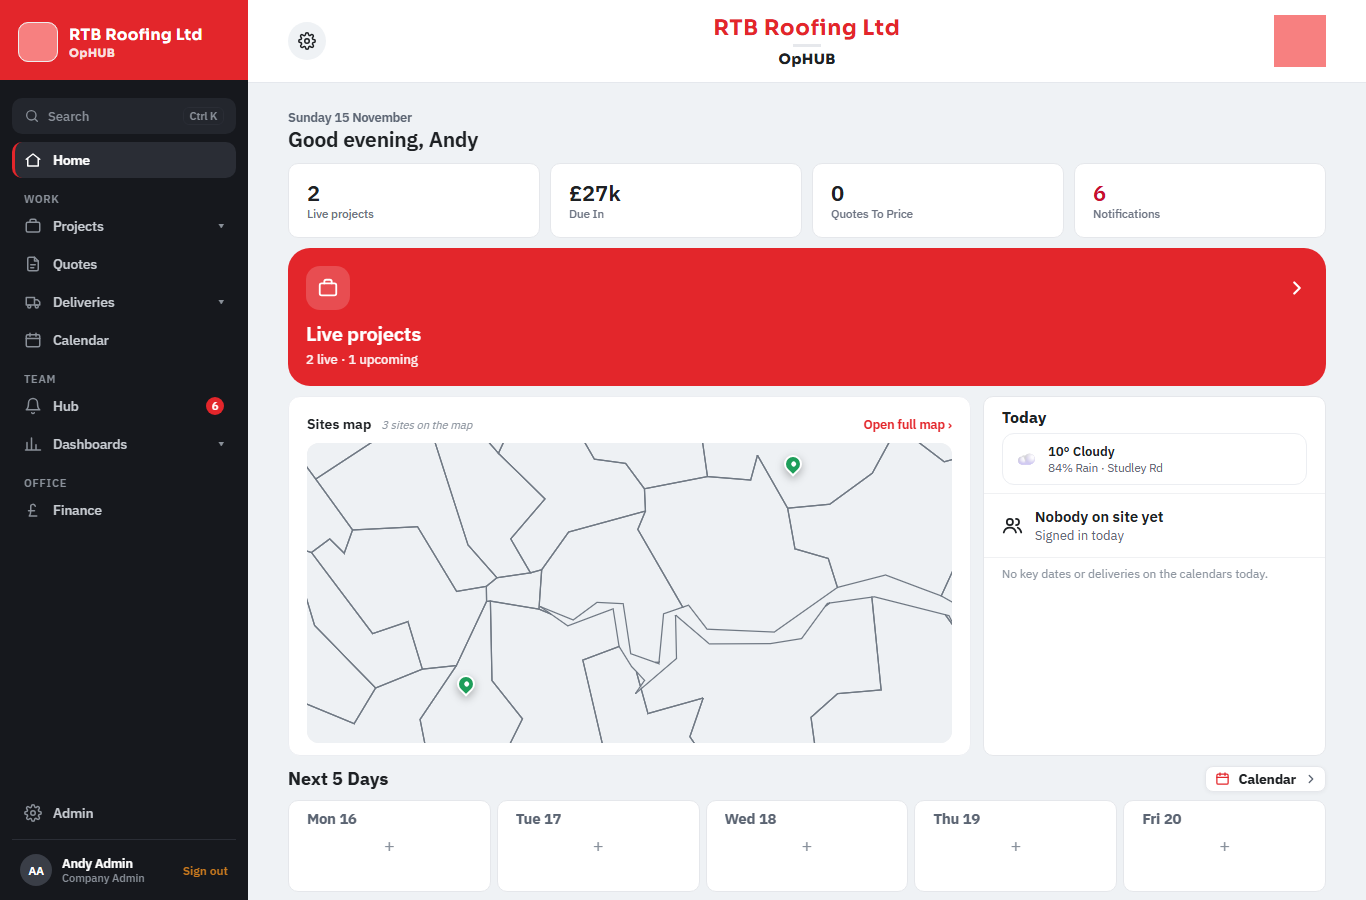 RTB Roofing Ltd
OpHUB
Search
Ctrl K
Home
WORK
Projects
Quotes
Deliveries
Calendar
TEAM
Hub
6
Dashboards
OFFICE
Finance
Admin
AA
Andy Admin
Company Admin
Sign out
RTB Roofing Ltd
OpHUB
Sunday 15 November
Good evening, Andy
2
Live projects
£27k
Due In
0
Quotes To Price
6
Notifications
Live projects
2 live · 1 upcoming
Sites map
3 sites on the map
Open full map ›
Today
10° Cloudy
84% Rain · Studley Rd
Nobody on site yet
Signed in today
No key dates or deliveries on the calendars today.
Next 5 Days
Calendar
Mon 16
+
Tue 17
+
Wed 18
+
Thu 19
+
Fri 20
+